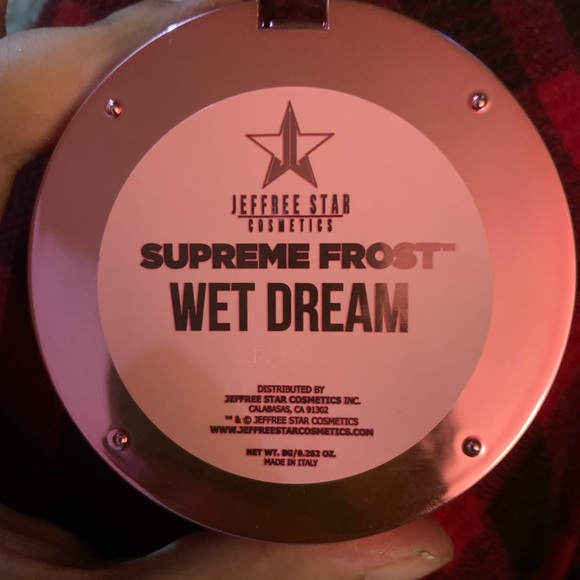 JEFFREE STAR
COSMETICS
SUPREME FROST™
WET DREAM
DISTRIBUTED BY
JEFFREE STAR COSMETICS INC.
CALABASAS, CA 91302
™ & © JEFFREE STAR COSMETICS
WWW.JEFFREESTARCOSMETICS.COM
NET WT. 8G/0.282 OZ.
MADE IN ITALY